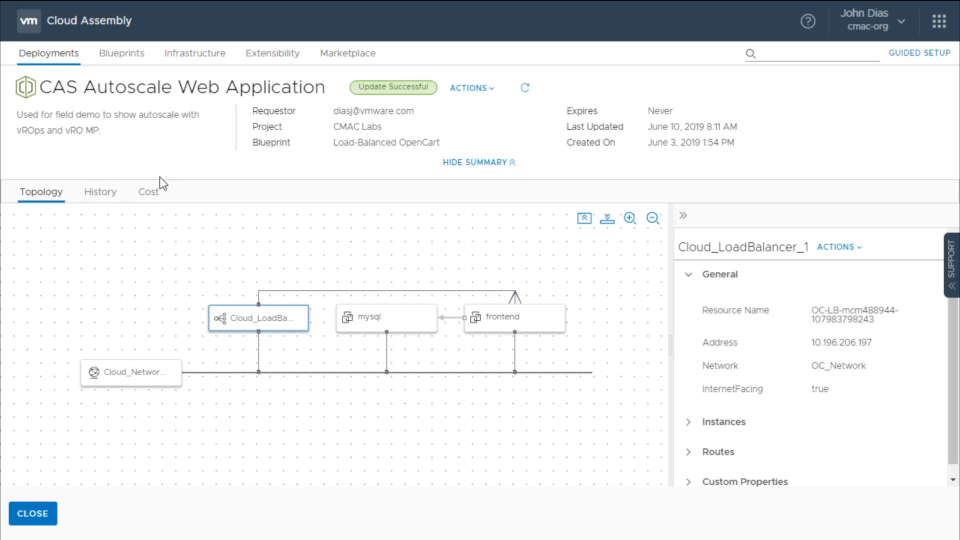 vm Cloud Assembly
John Dias
cmac-org
Deployments Blueprints Infrastructure Extensibility Marketplace
GUIDED SETUP
CAS Autoscale Web Application
Update Successful
ACTIONS
Used for field demo to show autoscale with
vROps and vRO MP.
Requestor diasj@vmware.com
Project CMAC Labs
Blueprint Load-Balanced OpenCart
Expires Never
Last Updated June 10, 2019 8:11 AM
Created On June 3, 2019 1:54 PM
HIDE SUMMARY
Topology History Cost
Cloud_LoadBa...
mysql
frontend
Cloud_Networ...
Cloud_LoadBalancer_1 ACTIONS
General
Resource Name OC-LB-mcm488944-
107983798243
Address 10.196.206.197
Network OC_Network
InternetFacing true
Instances
Routes
Custom Properties
SUPPORT
CLOSE